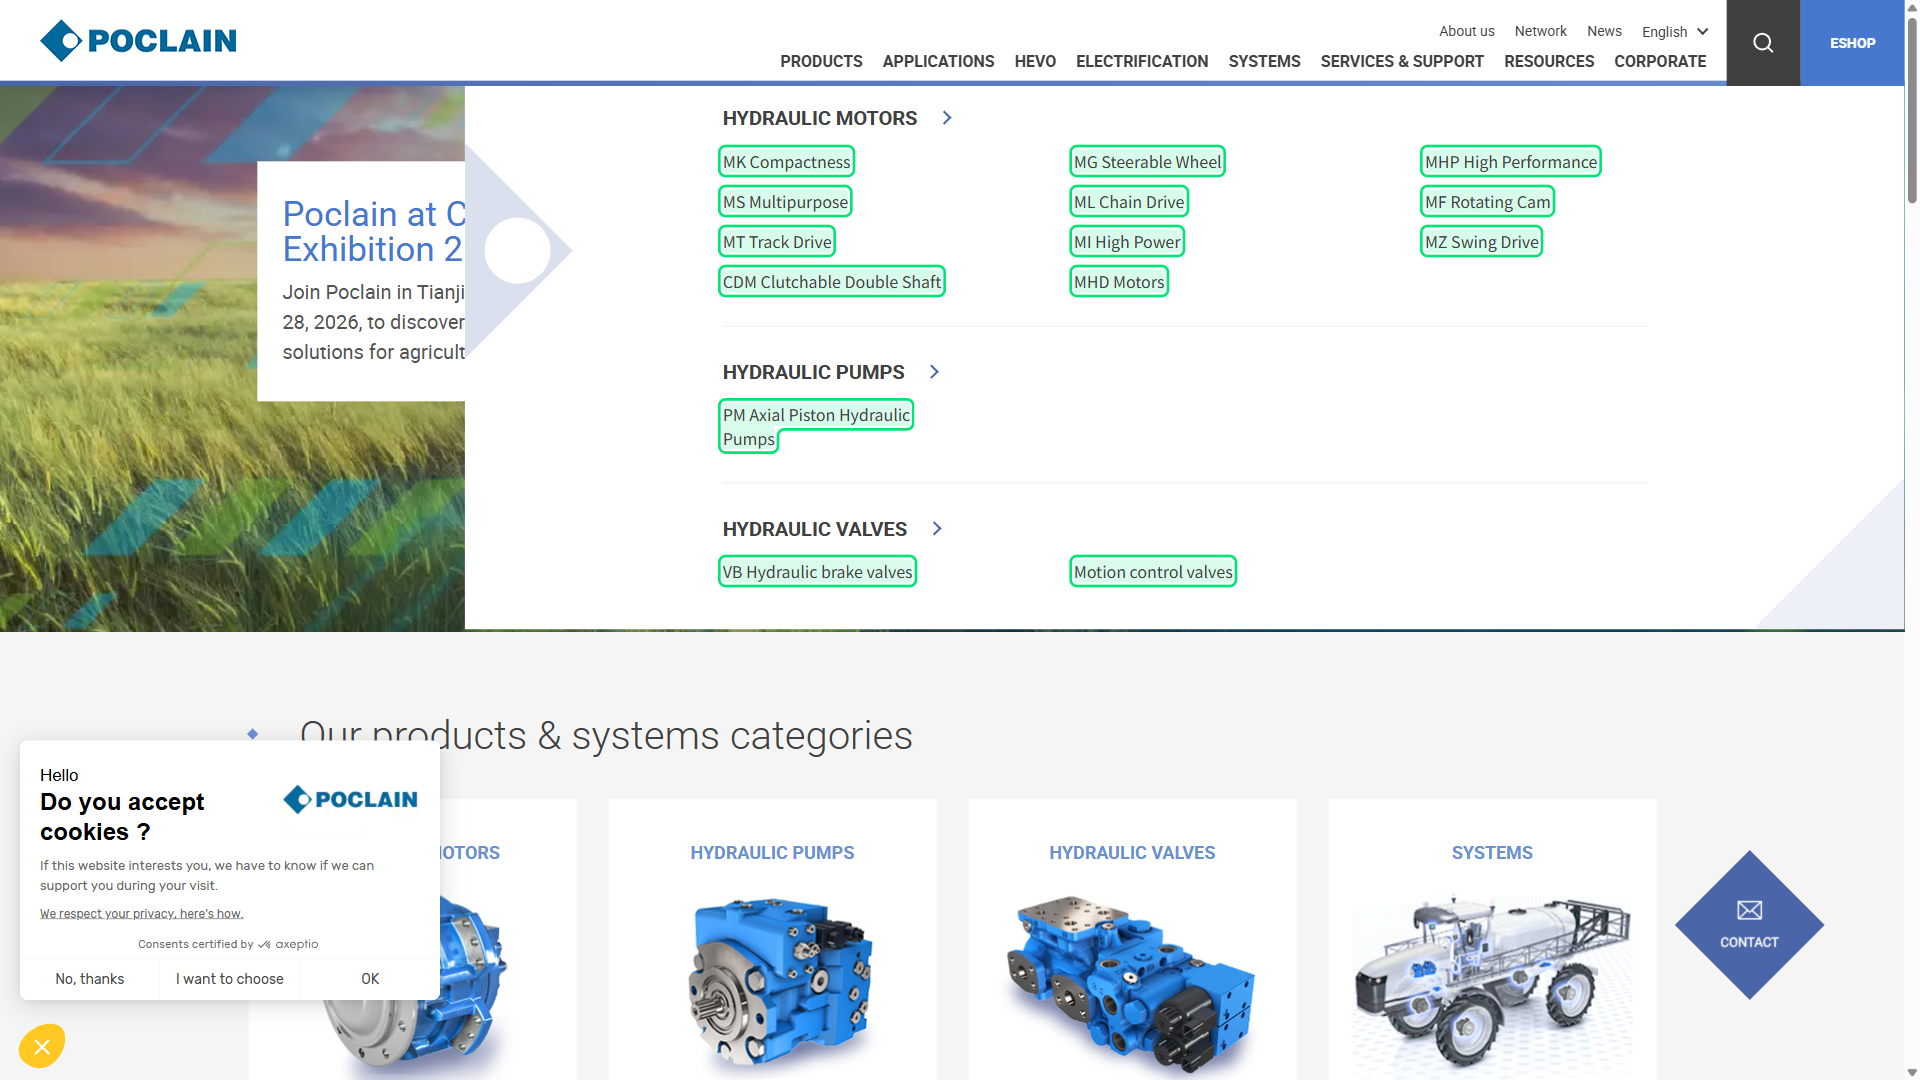 POCLAIN
About us
Network
News
English
ESHOP
PRODUCTS
APPLICATIONS
HEVO
ELECTRIFICATION
SYSTEMS
SERVICES & SUPPORT
RESOURCES
CORPORATE
Poclain at C
Exhibition 2
Join Poclain in Tianji
28, 2026, to discover
solutions for agricult
HYDRAULIC MOTORS
MK Compactness
MG Steerable Wheel
MHP High Performance
MS Multipurpose
ML Chain Drive
MF Rotating Cam
MT Track Drive
MI High Power
MZ Swing Drive
CDM Clutchable Double Shaft
MHD Motors
HYDRAULIC PUMPS
PM Axial Piston Hydraulic
Pumps
HYDRAULIC VALVES
VB Hydraulic brake valves
Motion control valves
Our products & systems categories
OTORS
HYDRAULIC PUMPS
HYDRAULIC VALVES
SYSTEMS
CONTACT
Hello
Do you accept
cookies ?
POCLAIN
If this website interests you, we have to know if we can
support you during your visit.
We respect your privacy, here's how.
Consents certified by axeptio
No, thanks
I want to choose
OK